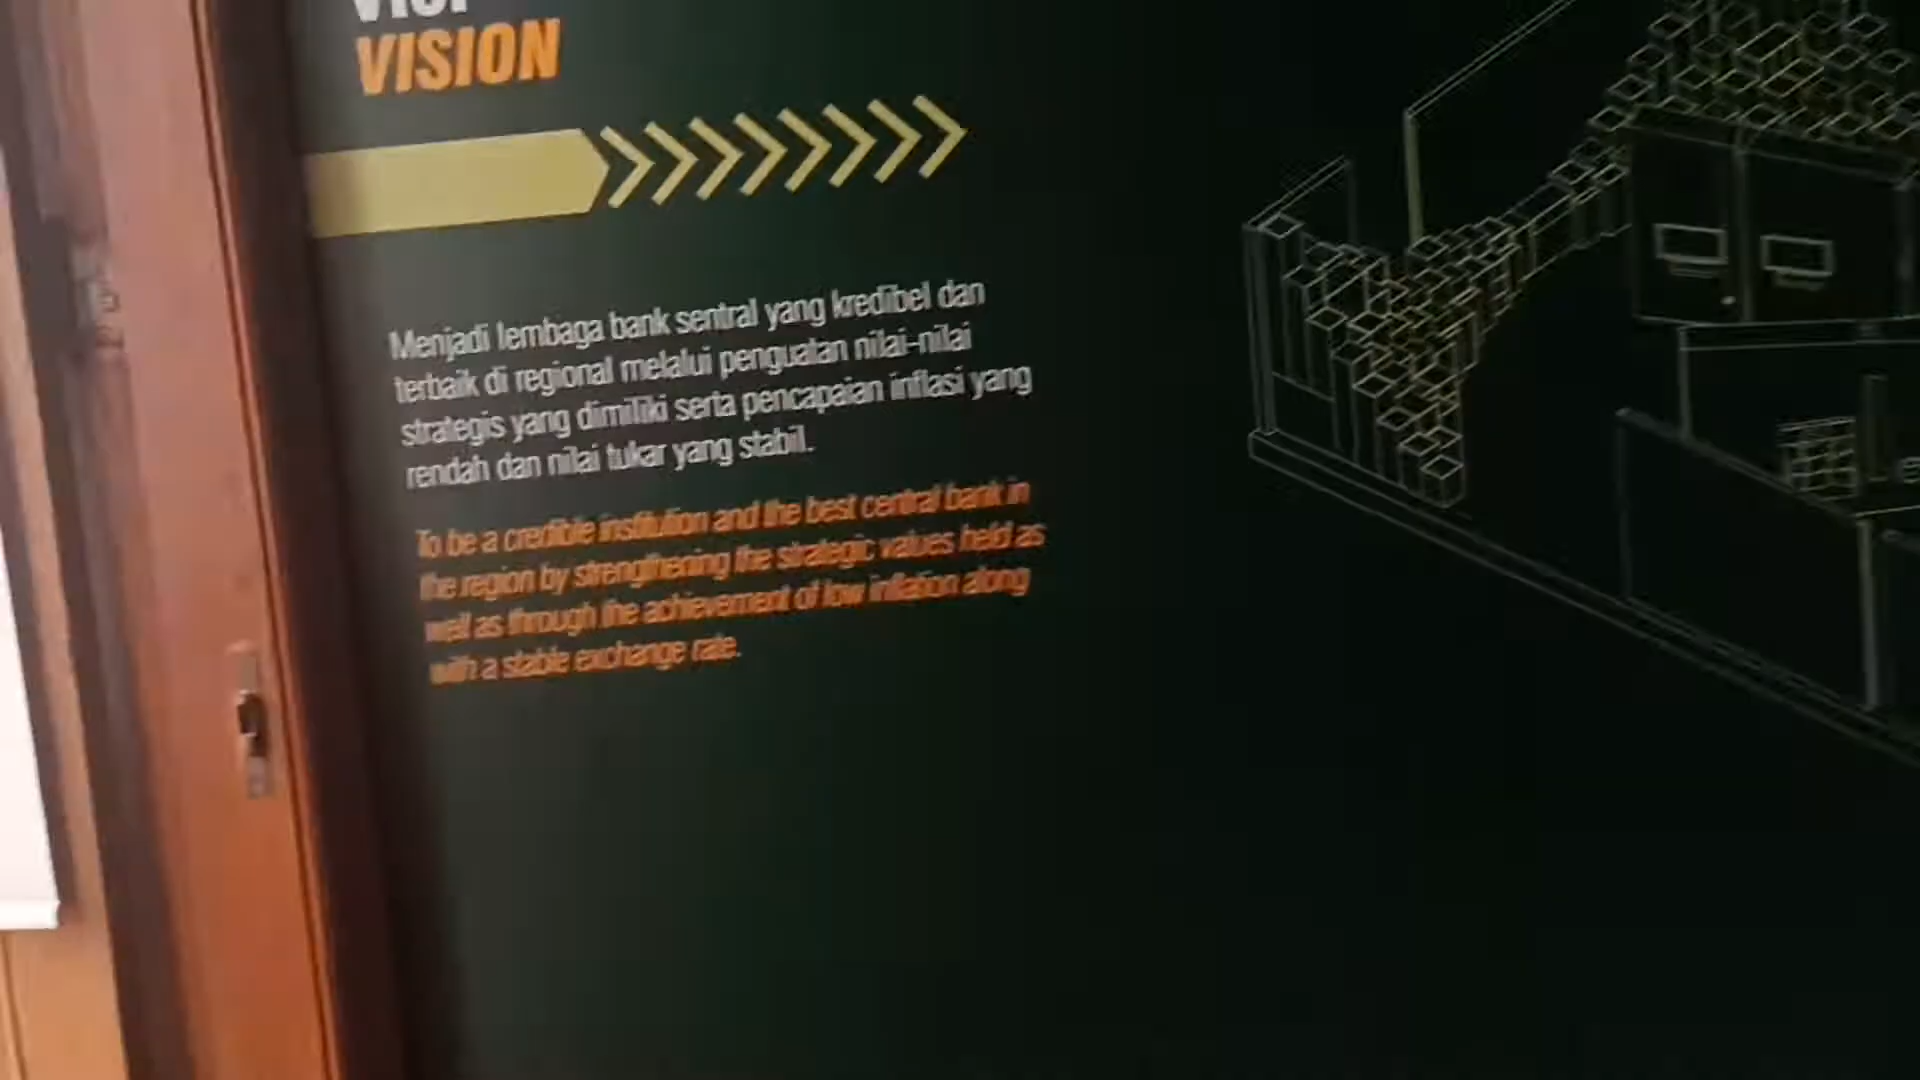 VISI
VISION
Menjadi lembaga bank sentral yang kredibel dan
terbaik di regional melalui penguatan nilai-nilai
strategis yang dimiliki serta pencapaian inflasi yang
rendah dan nilai tukar yang stabil.
To be a credible institution and the best central bank in
the region by strengthening the strategic values held as
well as through the achievement of low inflation along
with a stable exchange rate.